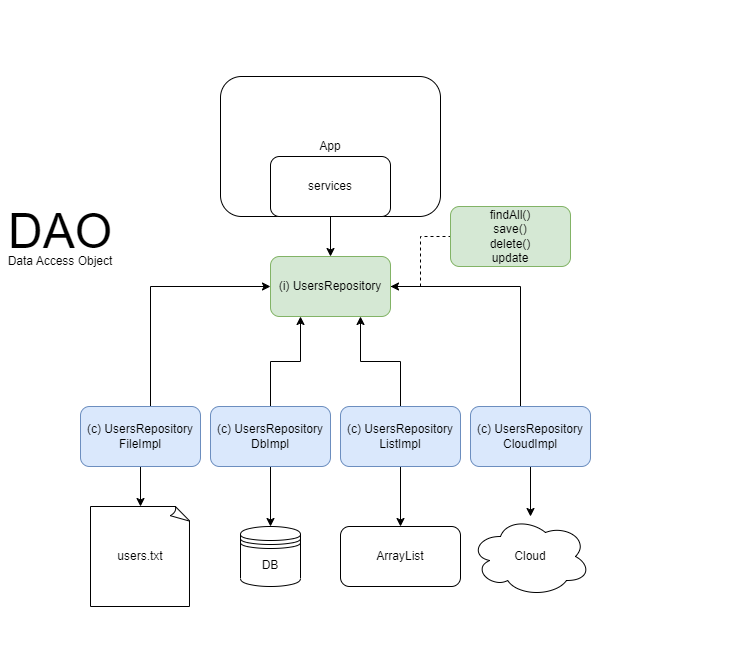 App
services
DAO
Data Access Object
findAll()
save()
delete()
update
(i) UsersRepository
(c) UsersRepository
FileImpl
(c) UsersRepository
DbImpl
(c) UsersRepository
ListImpl
(c) UsersRepository
CloudImpl
users.txt
DB
ArrayList
Cloud